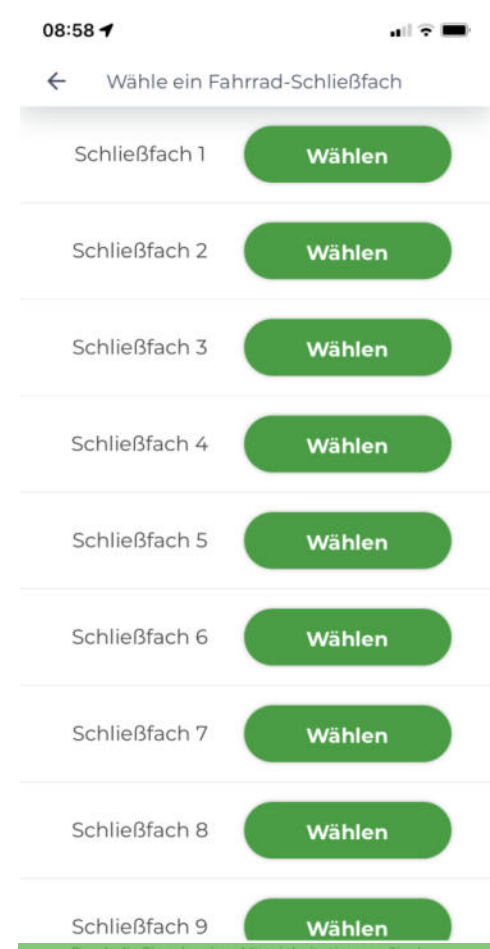 08:58
Wähle ein Fahrrad-Schließfach
Schließfach 1 Wählen
Schließfach 2 Wählen
Schließfach 3 Wählen
Schließfach 4 Wählen
Schließfach 5 Wählen
Schließfach 6 Wählen
Schließfach 7 Wählen
Schließfach 8 Wählen
Schließfach 9 Wählen